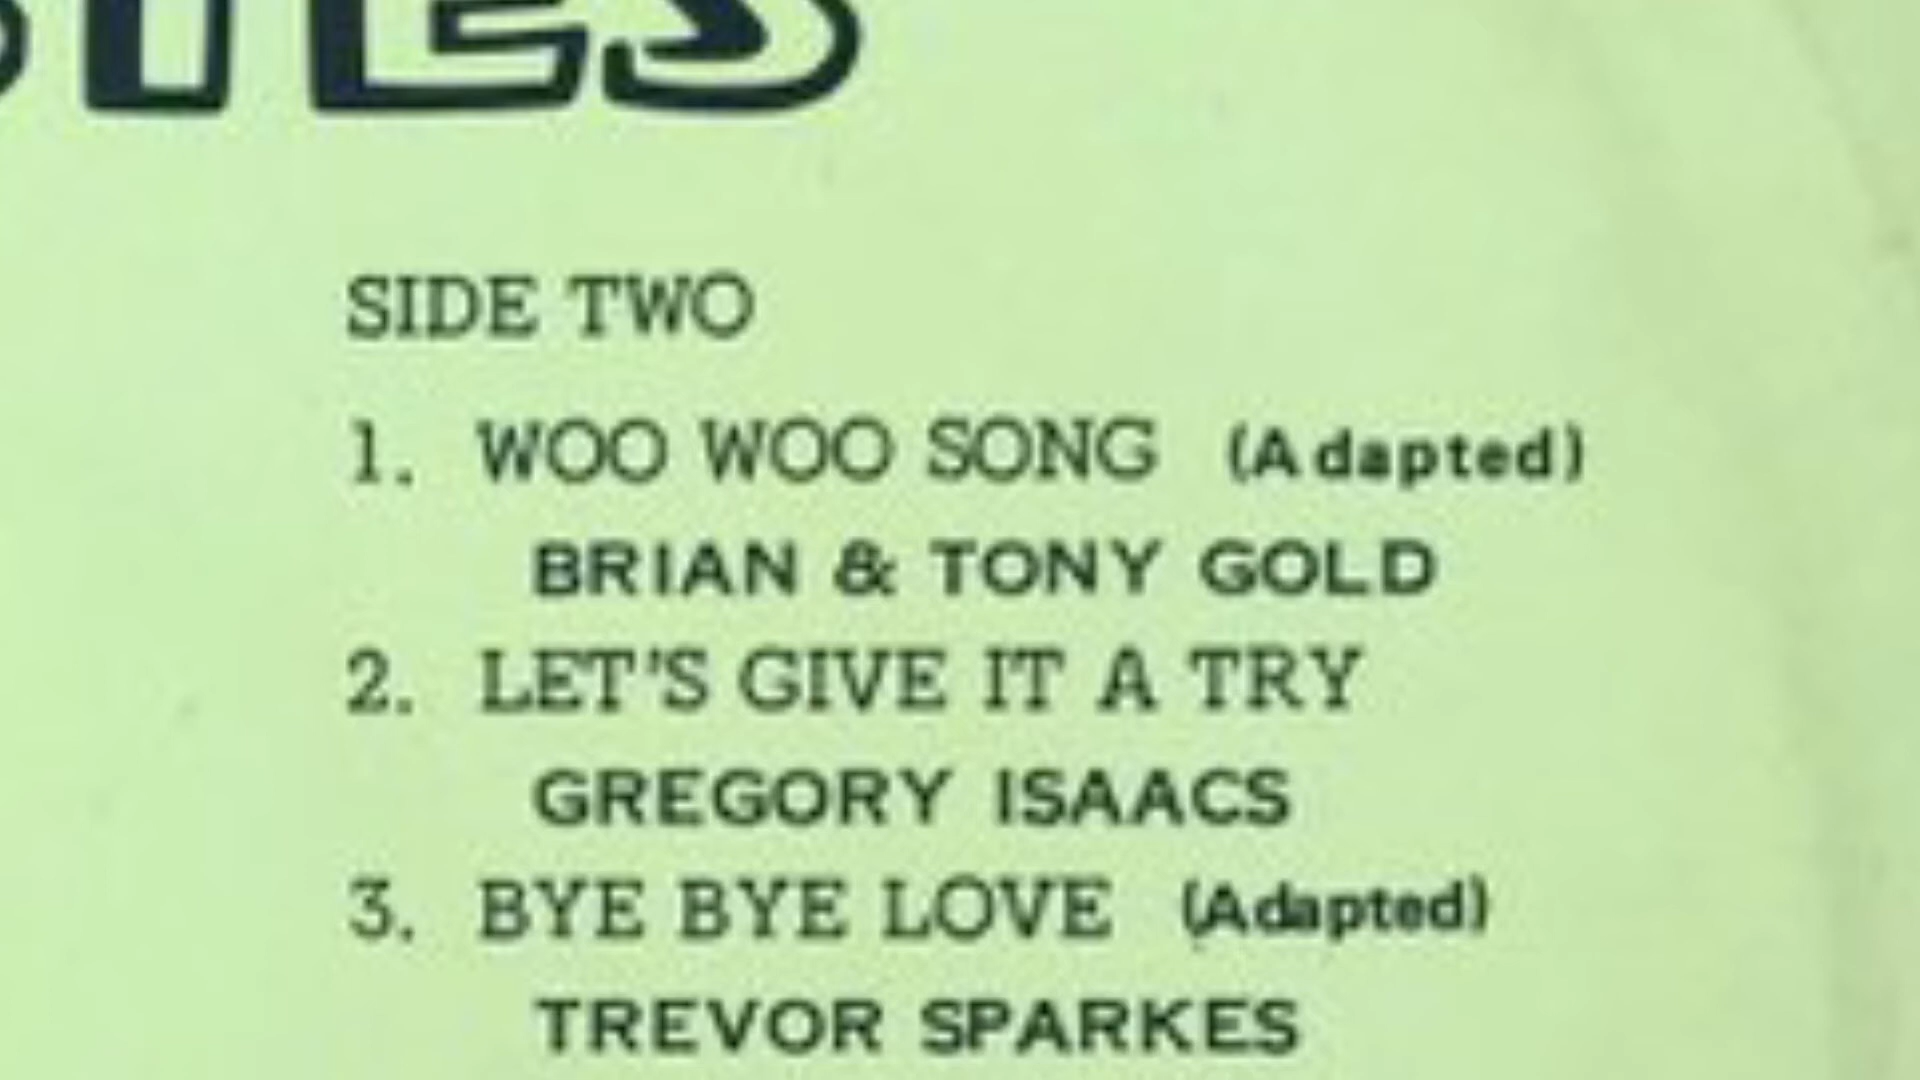 IES
SIDE TWO
1. WOO WOO SONG (Adapted)
BRIAN & TONY GOLD
2. LET'S GIVE IT A TRY
GREGORY ISAACS
3. BYE BYE LOVE (Adapted)
TREVOR SPARKES